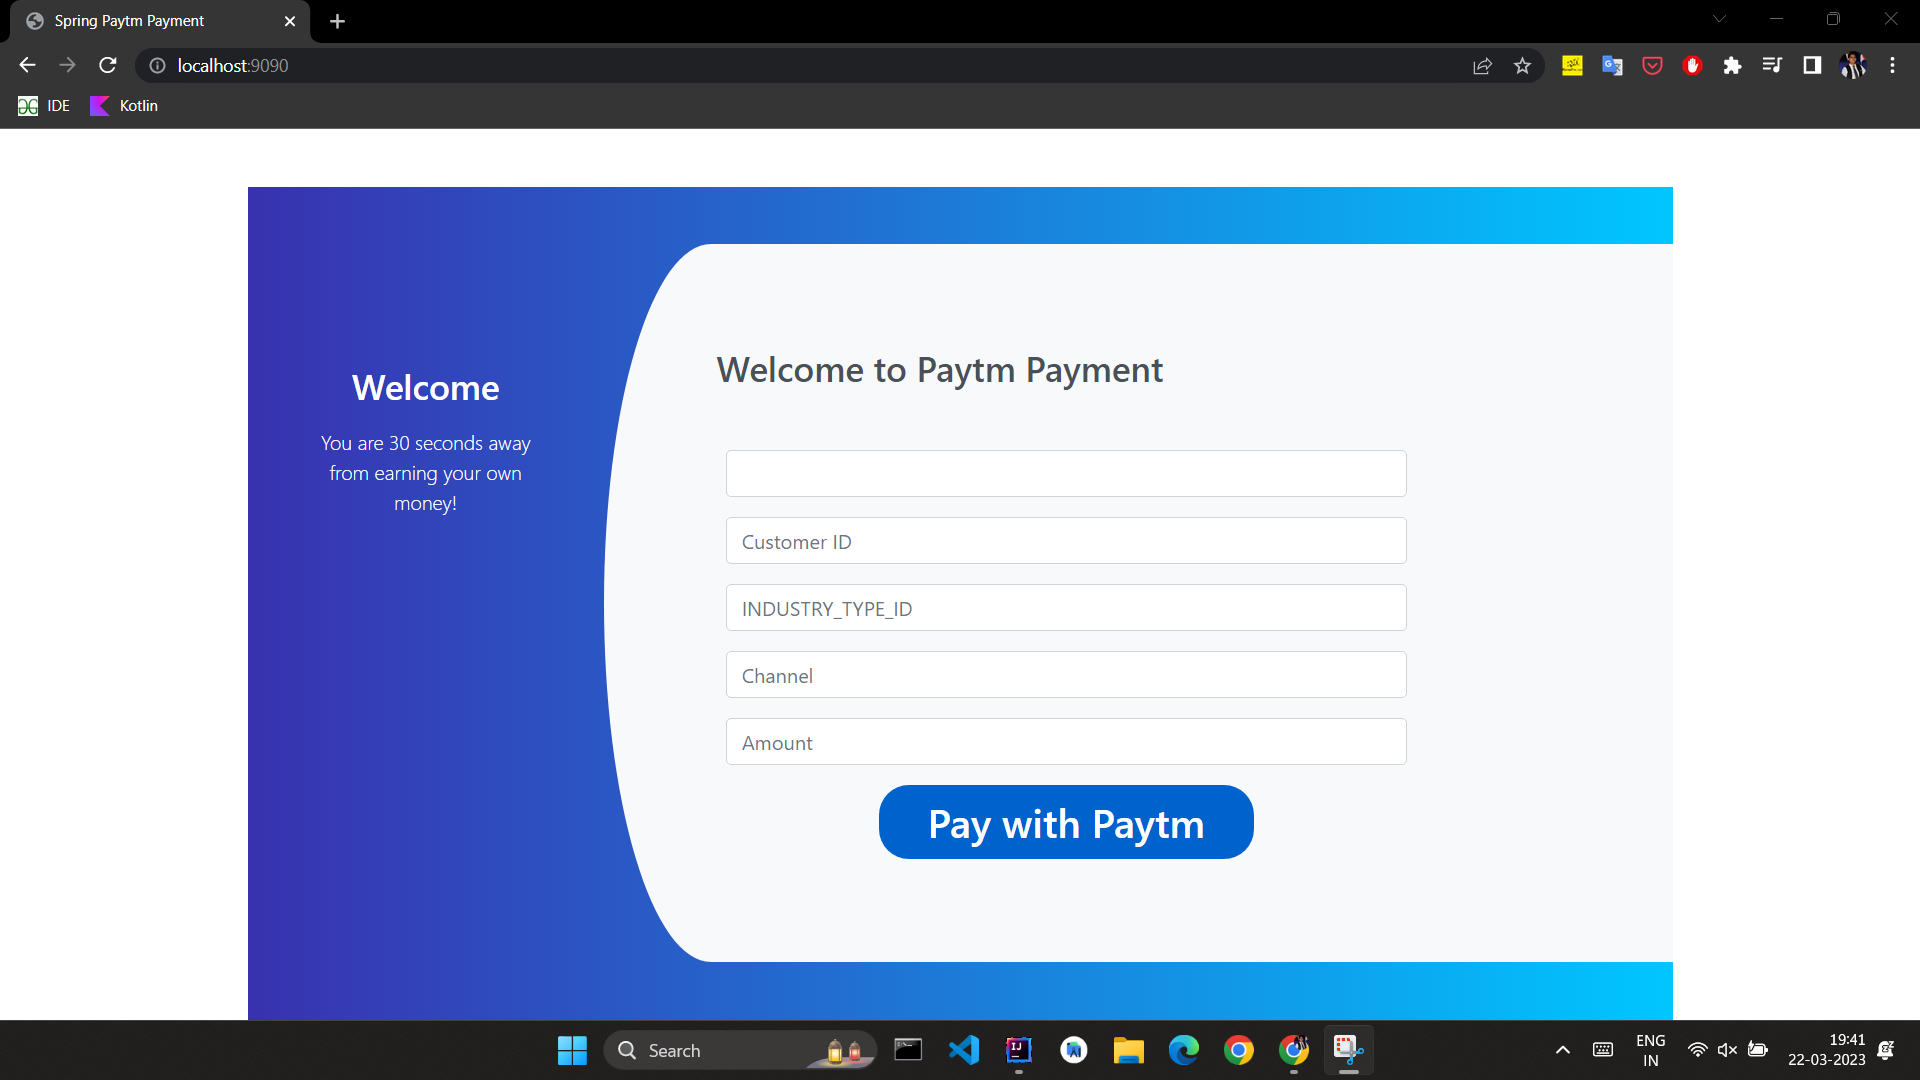 Spring Paytm Payment
localhost:9090
IDE
Kotlin
Welcome
You are 30 seconds away
from earning your own
money!
Welcome to Paytm Payment
Customer ID
INDUSTRY_TYPE_ID
Channel
Amount
Pay with Paytm
Search
ENG
IN
19:41
22-03-2023